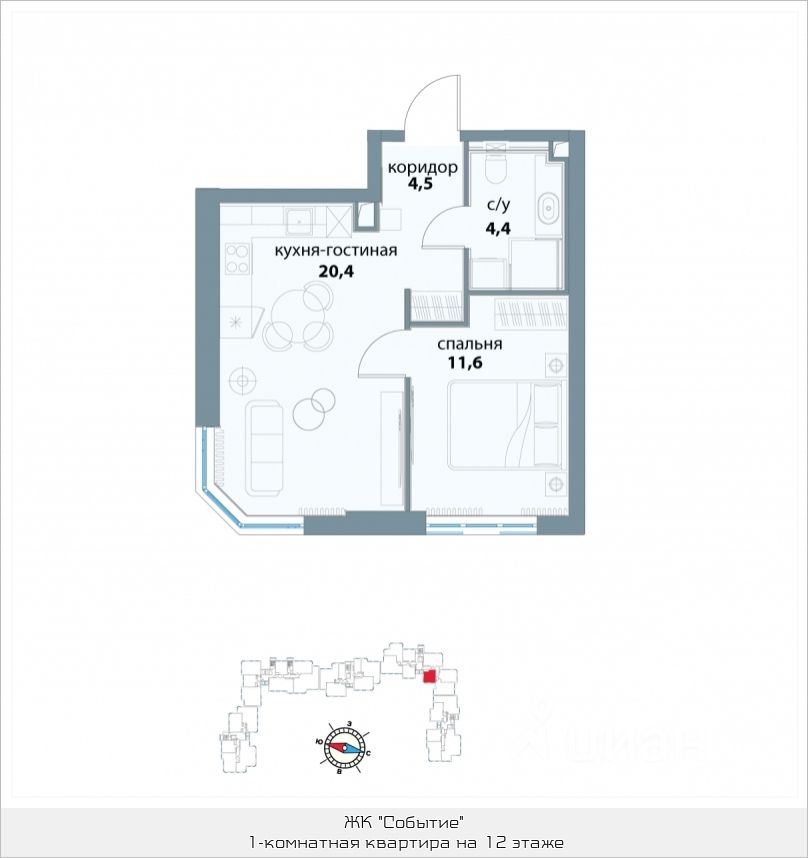 коридор
4,5
с/у
4,4
кухня-гостиная
20,4
спальня
11,6
З
Ю
С
В
циан
ЖК "Событие"
1-комнатная квартира на 12 этаже